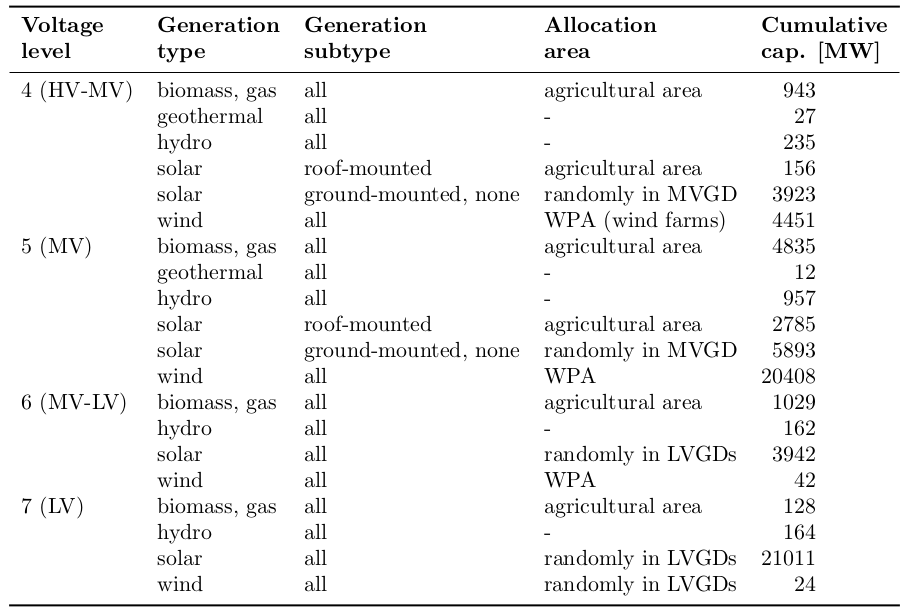 Voltage Generation Generation Allocation Cumulative
level type subtype area cap. [MW]
4 (HV-MV) biomass, gas all agricultural area 943
geothermal all - 27
hydro all - 235
solar roof-mounted agricultural area 156
solar ground-mounted, none randomly in MVGD 3923
wind all WPA (wind farms) 4451
5 (MV) biomass, gas all agricultural area 4835
geothermal all - 12
hydro all - 957
solar roof-mounted agricultural area 2785
solar ground-mounted, none randomly in MVGD 5893
wind all WPA 20408
6 (MV-LV) biomass, gas all agricultural area 1029
hydro all - 162
solar all randomly in LVGDs 3942
wind all WPA 42
7 (LV) biomass, gas all agricultural area 128
hydro all - 164
solar all randomly in LVGDs 21011
wind all randomly in LVGDs 24